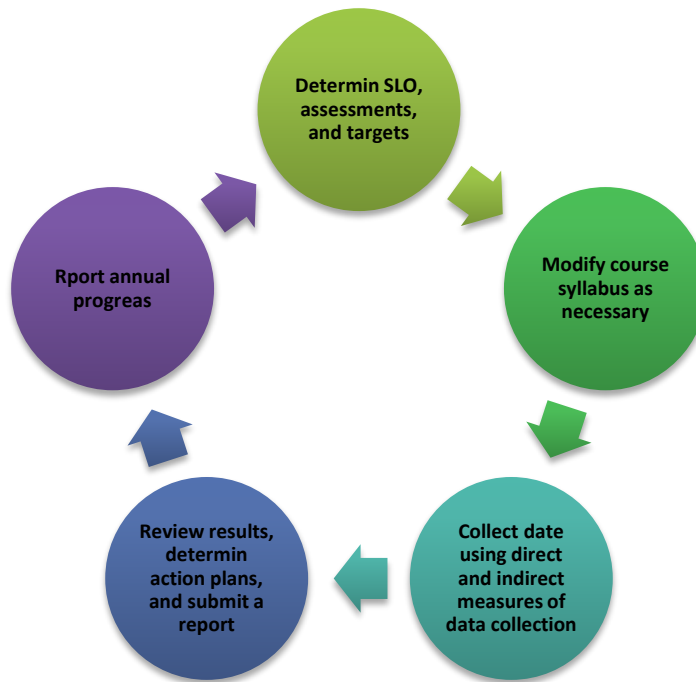 Determin SLO,
assessments,
and targets
Modify course
syllabus as
necessary
Collect date
using direct
and indirect
measures of
data collection
Review results,
determin
action plans,
and submit a
report
Rport annual
progreas